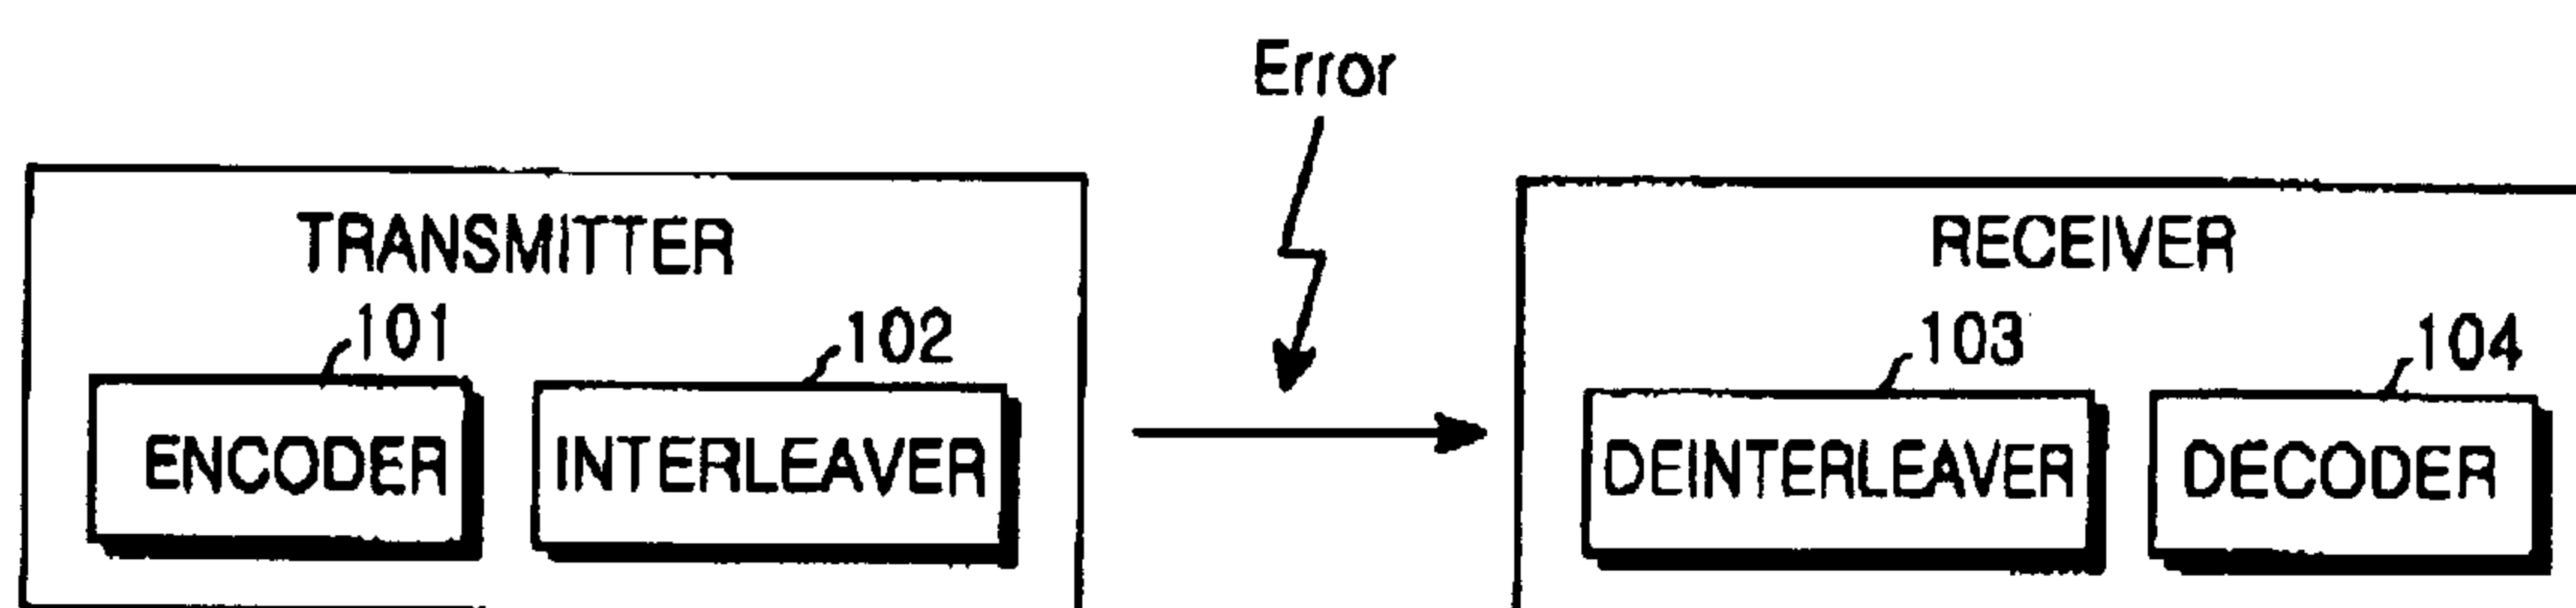 Error
TRANSMITTER
RECEIVER
101
102
103
104
ENCODER
INTERLEAVER
DEINTERLEAVER
DECODER